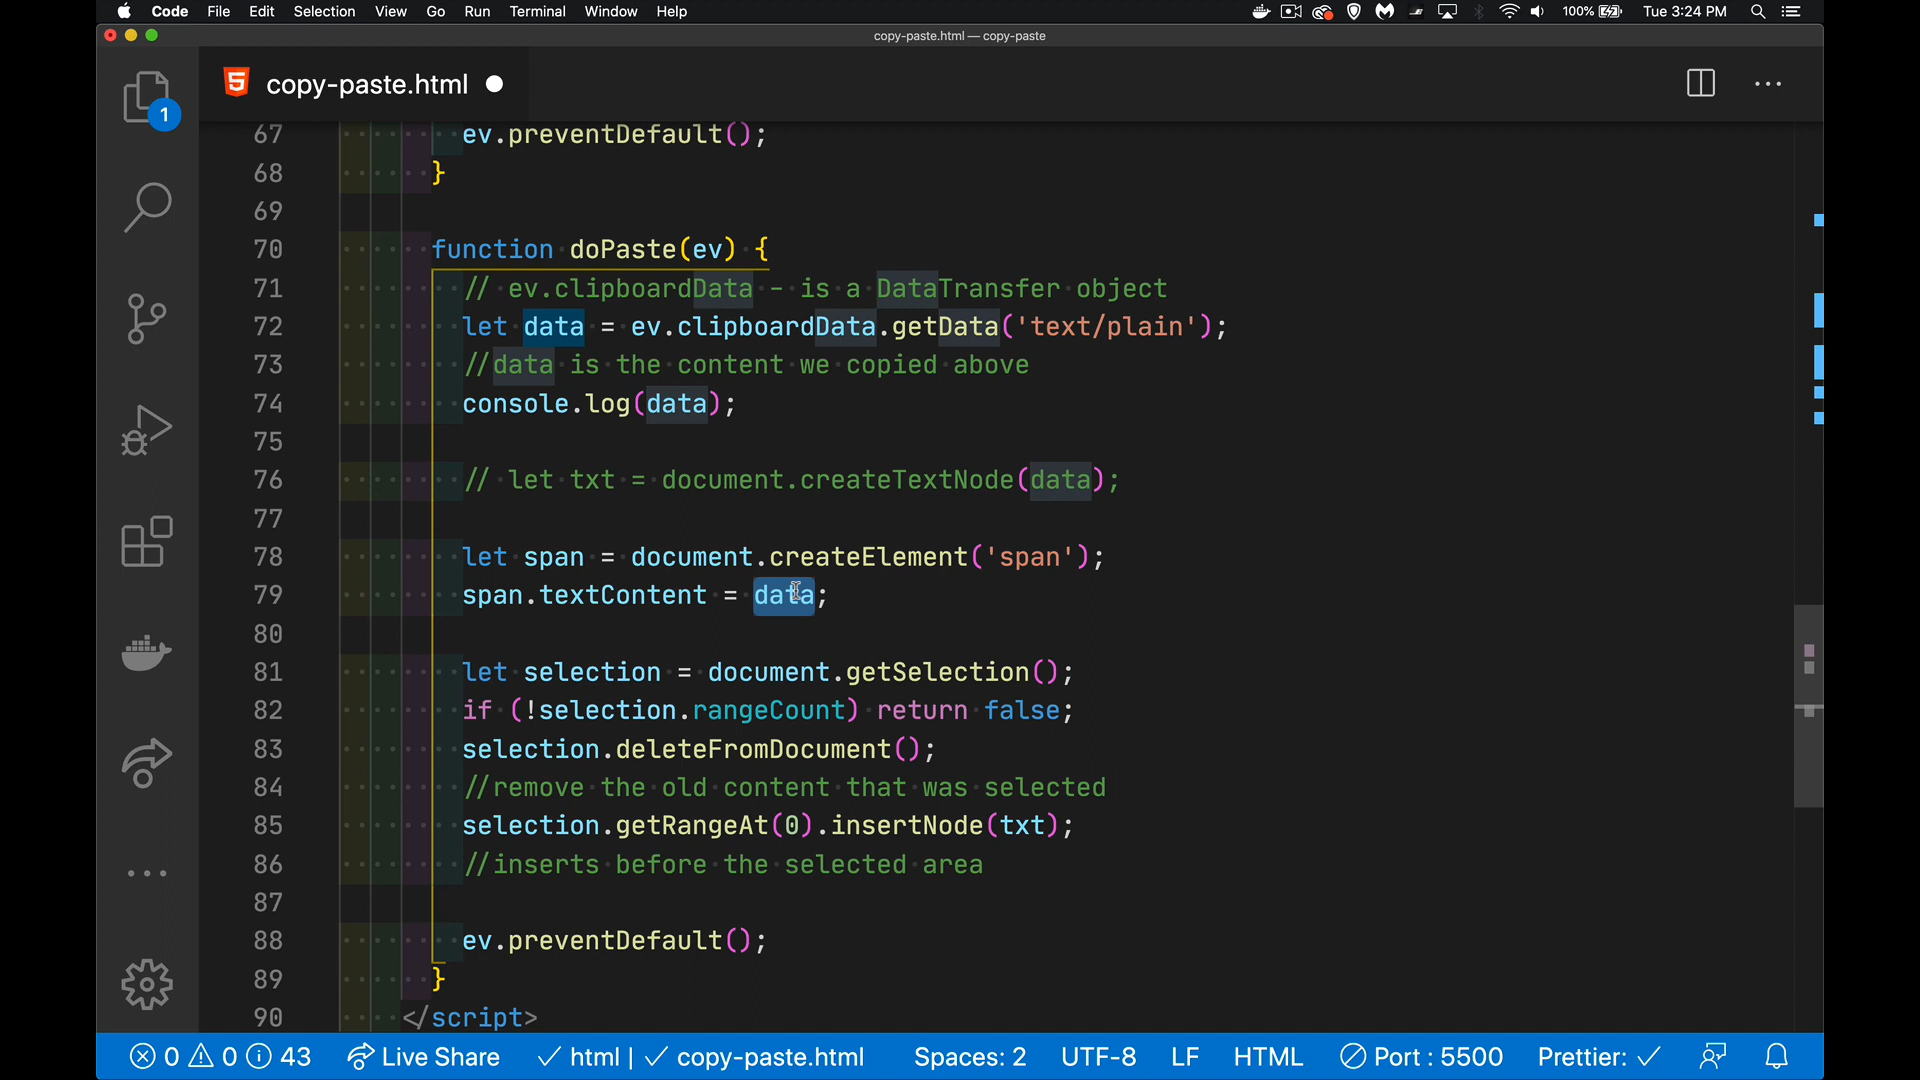 Code File Edit Selection View Go Run Terminal Window Help 100% Tue 3:24 PM
copy-paste.html — copy-paste
copy-paste.html
1
67 ev.preventDefault();
68 }
69
70 function doPaste(ev) {
71 // ev.clipboardData - is a DataTransfer object
72 let data = ev.clipboardData.getData('text/plain');
73 //data is the content we copied above
74 console.log(data);
75
76 // let txt = document.createTextNode(data);
77
78 let span = document.createElement('span');
79 span.textContent = data;
80
81 let selection = document.getSelection();
82 if (!selection.rangeCount) return false;
83 selection.deleteFromDocument();
84 //remove the old content that was selected
85 selection.getRangeAt(0).insertNode(txt);
86 //inserts before the selected area
87
88 ev.preventDefault();
89 }
90 </script>
0 0 43 Live Share html | copy-paste.html Spaces: 2 UTF-8 LF HTML Port : 5500 Prettier: